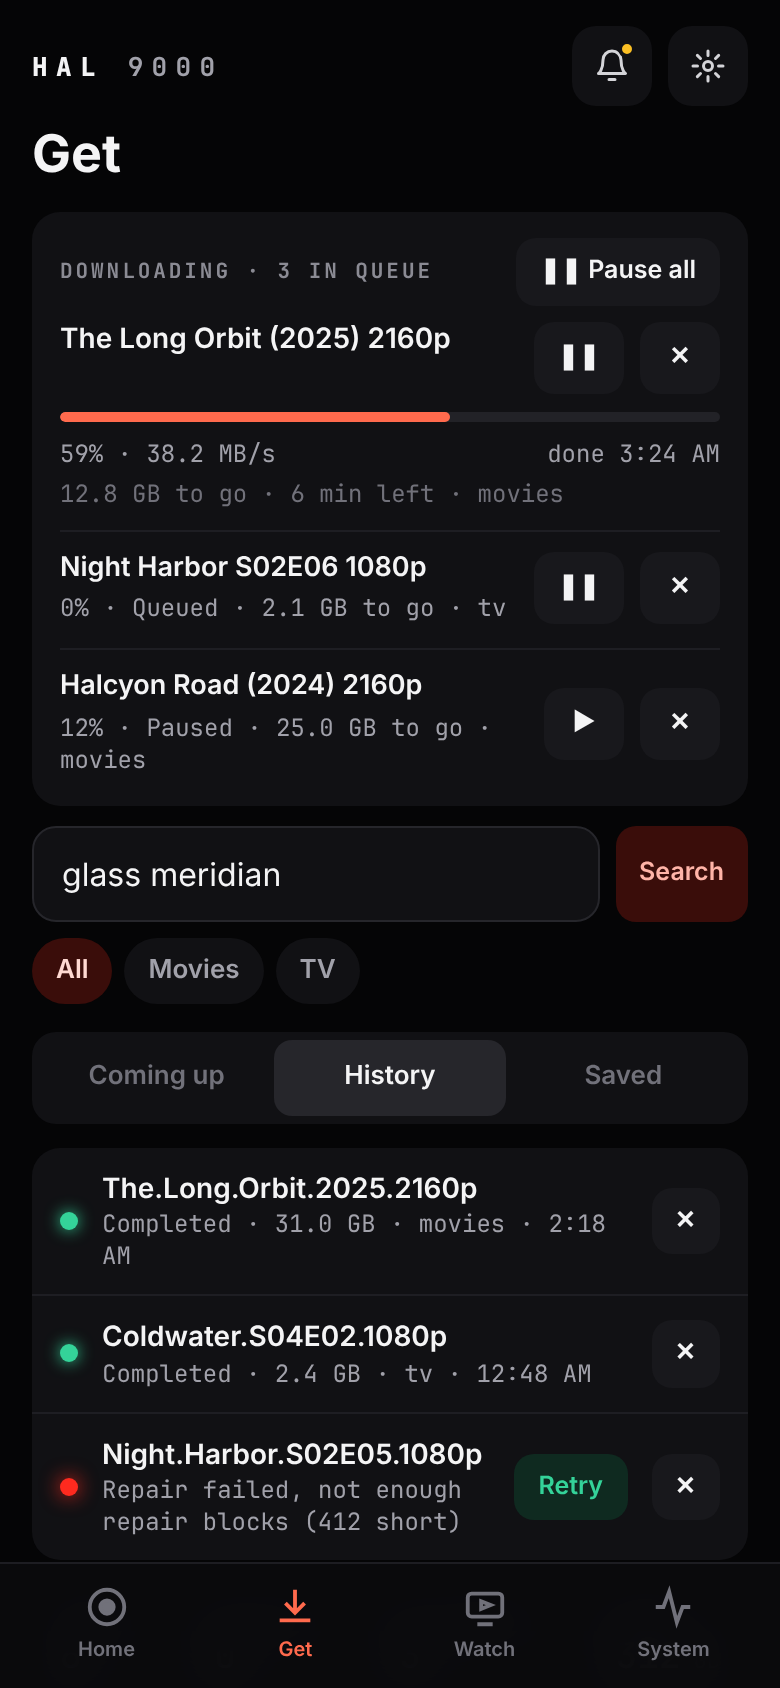 HAL 9000
Get
DOWNLOADING · 3 IN QUEUE
❚❚ Pause all
The Long Orbit (2025) 2160p
❚❚ ✕
59% · 38.2 MB/s
done 3:24 AM
12.8 GB to go · 6 min left · movies
Night Harbor S02E06 1080p
❚❚ ✕
0% · Queued · 2.1 GB to go · tv
Halcyon Road (2024) 2160p
▶ ✕
12% · Paused · 25.0 GB to go ·
movies
glass meridian
Search
All
Movies
TV
Coming up
History
Saved
The.Long.Orbit.2025.2160p
Completed · 31.0 GB · movies · 2:18
AM
✕
Coldwater.S04E02.1080p
Completed · 2.4 GB · tv · 12:48 AM
✕
Night.Harbor.S02E05.1080p
Repair failed, not enough
repair blocks (412 short)
Retry
✕
Home
Get
Watch
System